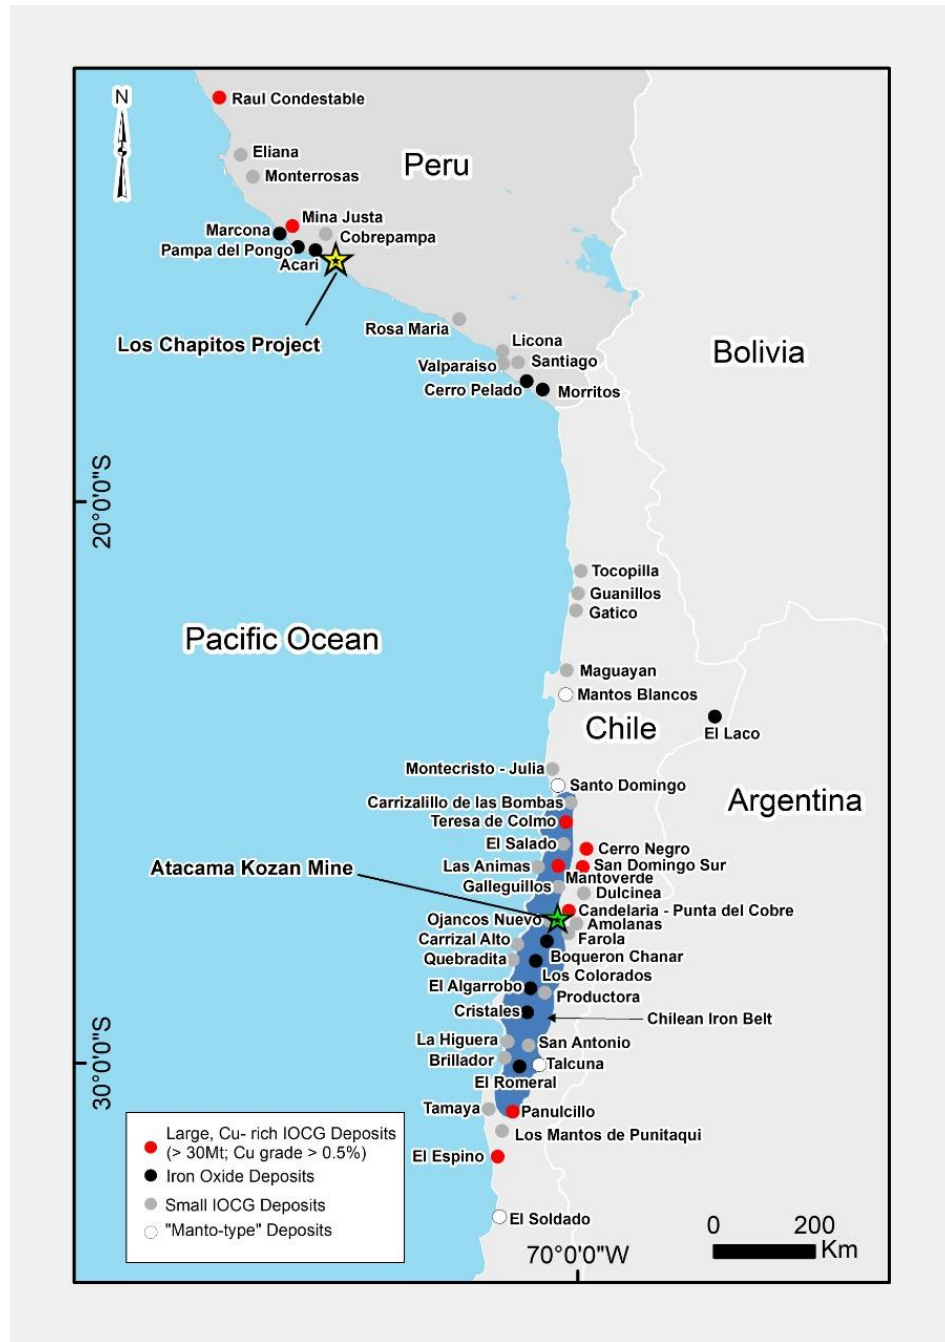 N
Raul Condestable
Eliana
Peru
Monterrosas
Mina Justa
Marcona
Cobrepampa
Pampa del Pongo
Acari
Los Chapitos Project
Rosa Maria
Licona
Bolivia
Valparaiso
Santiago
Cerro Pelado
Morritos
20°0'0"S
Tocopilla
Guanillos
Gatico
Pacific Ocean
Maguayan
Mantos Blancos
Chile
El Laco
Montecristo - Julia
Santo Domingo
Carrizalillo de las Bombas
Argentina
Teresa de Colmo
El Salado
Cerro Negro
Atacama Kozan Mine
Las Animas
San Domingo Sur
Mantoverde
Galleguillos
Dulcinea
Candelaria - Punta del Cobre
Ojancos Nuevo
Amolanas
Carrizal Alto
Farola
Quebradita
Boqueron Chanar
Los Colorados
El Algarrobo
Productora
Cristales
Chilean Iron Belt
La Higuera
San Antonio
30°0'0"S
Brillador
Talcuna
El Romeral
Tamaya
Panulcillo
Los Mantos de Punitaqui
El Espino
El Soldado
Large, Cu- rich IOCG Deposits
(> 30Mt; Cu grade > 0.5%)
Iron Oxide Deposits
Small IOCG Deposits
"Manto-type" Deposits
0 200
Km
70°0'0"W